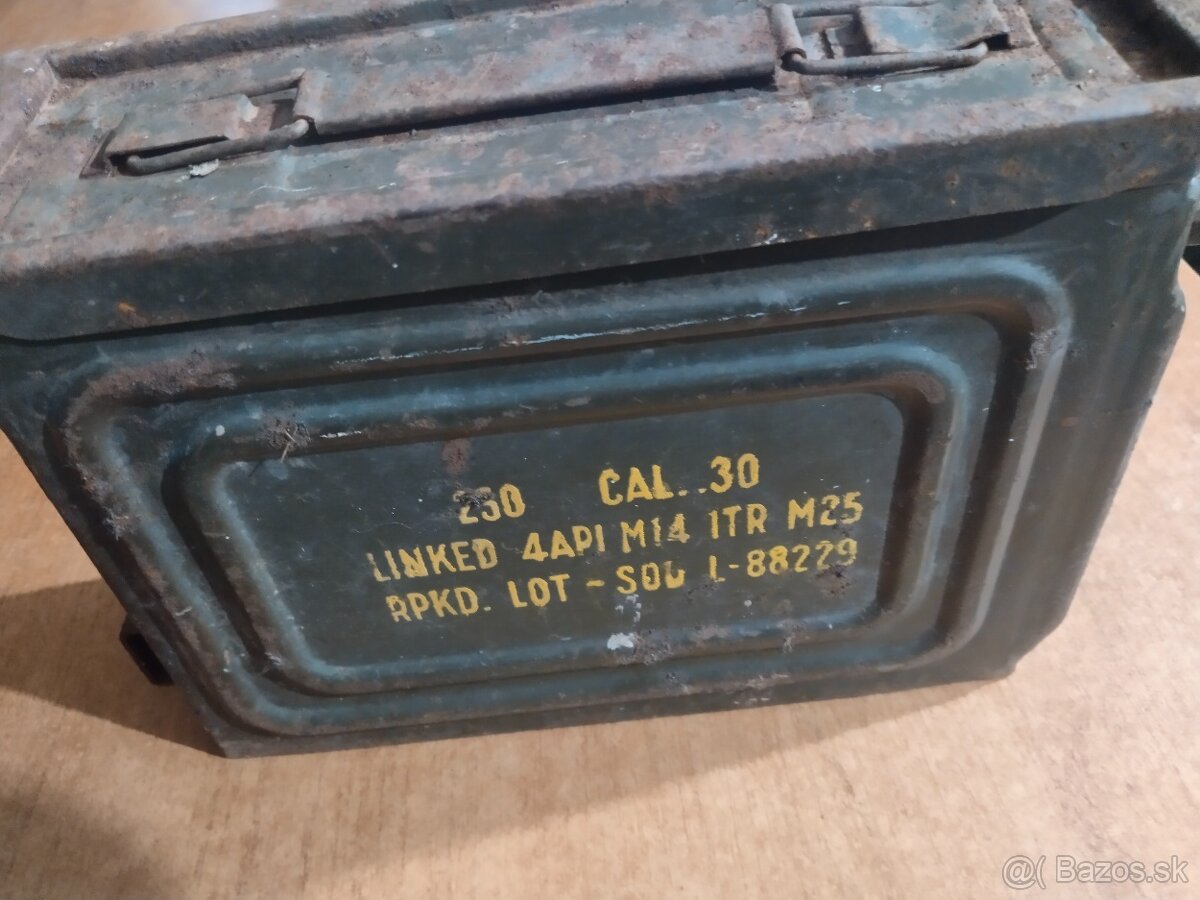 250 CAL. .30
LINKED 4API M14 1TR M25
RPKD. LOT - SOD L-88229
@( Bazos.sk